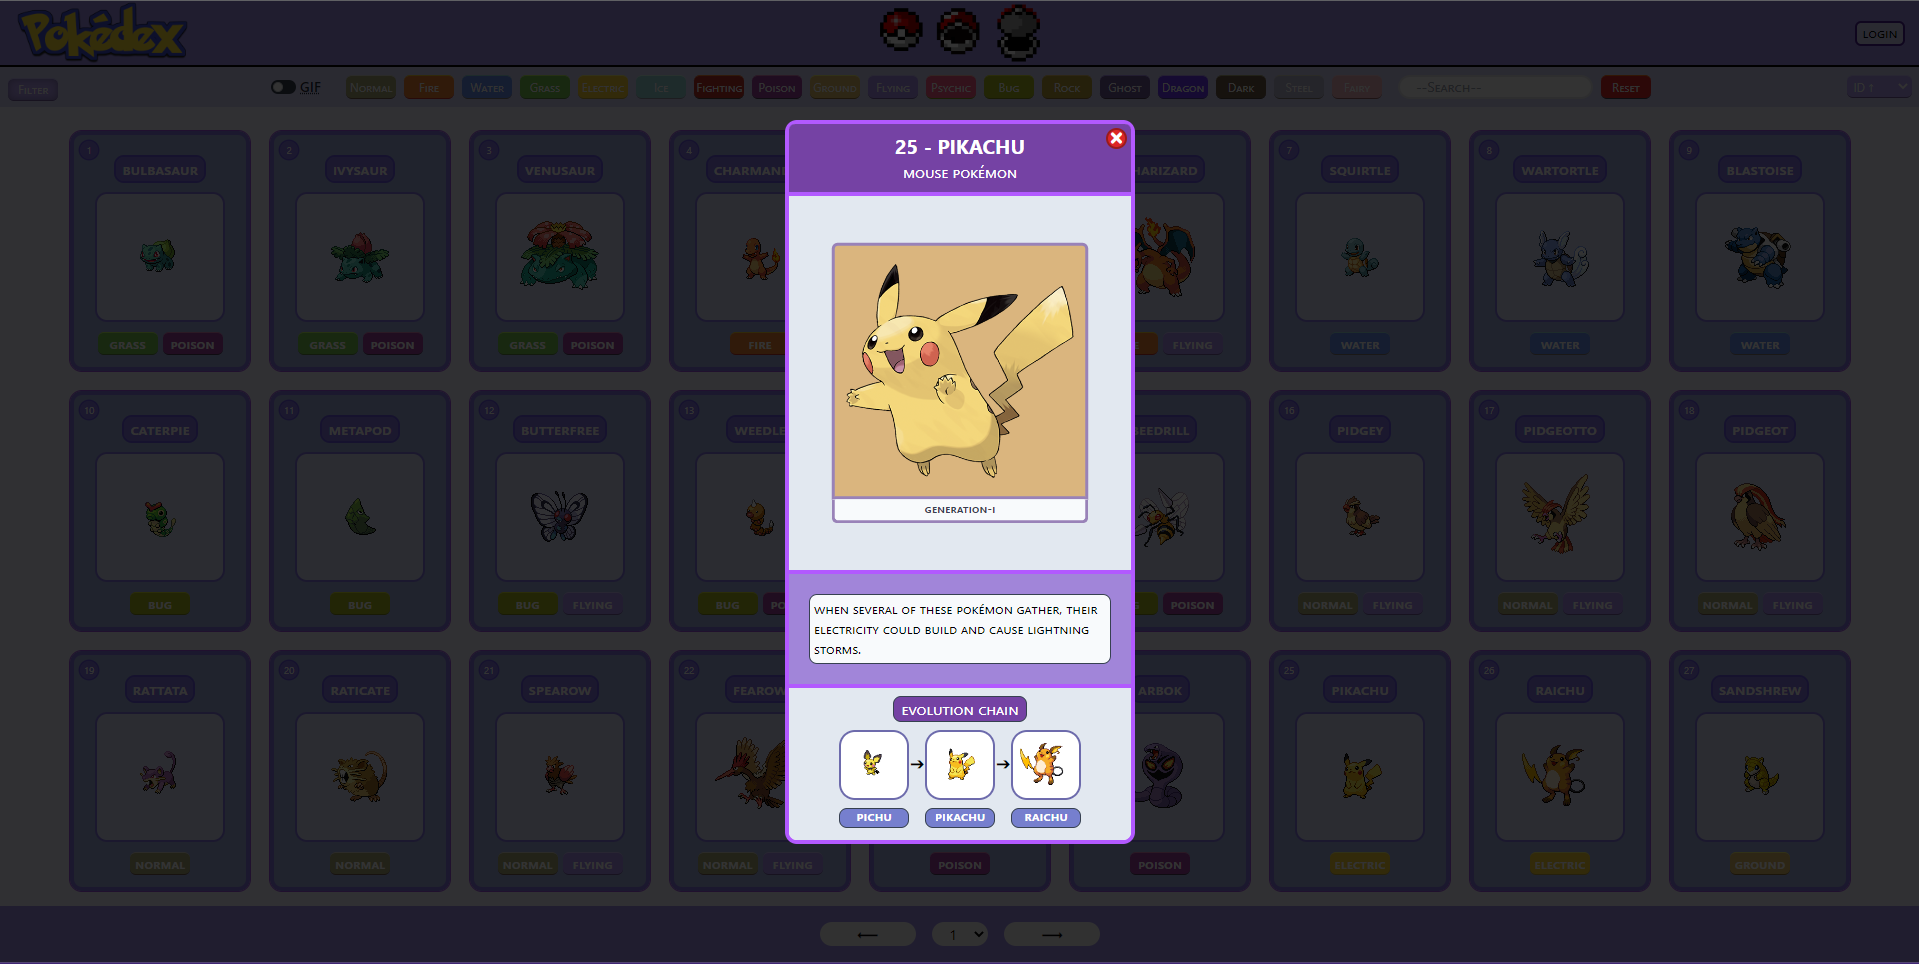 Pokédex
LOGIN
Filter
GIF
Normal
Fire
Water
Grass
Electric
Ice
Fighting
Poison
Ground
Flying
Psychic
Bug
Rock
Ghost
Dragon
Dark
Steel
Fairy
--Search--
Reset
ID ↑
25 - PIKACHU
MOUSE POKÉMON
GENERATION-I
WHEN SEVERAL OF THESE POKÉMON GATHER, THEIR
ELECTRICITY COULD BUILD AND CAUSE LIGHTNING
STORMS.
EVOLUTION CHAIN
PICHU
PIKACHU
RAICHU
1
BULBASAUR
GRASS POISON
2
IVYSAUR
GRASS POISON
3
VENUSAUR
GRASS POISON
4
CHARMAN
FIRE
HARIZARD
E FLYING
7
SQUIRTLE
WATER
8
WARTORTLE
WATER
9
BLASTOISE
WATER
10
CATERPIE
BUG
11
METAPOD
BUG
12
BUTTERFREE
BUG FLYING
13
WEEDLE
BUG PO
EEDRILL
POISON
16
PIDGEY
NORMAL FLYING
17
PIDGEOTTO
NORMAL FLYING
18
PIDGEOT
NORMAL FLYING
19
RATTATA
NORMAL
20
RATICATE
NORMAL
21
SPEAROW
NORMAL FLYING
22
FEAROW
NORMAL FLYING
POISON
ARBOK
POISON
25
PIKACHU
ELECTRIC
26
RAICHU
ELECTRIC
27
SANDSHREW
GROUND
← 1 →